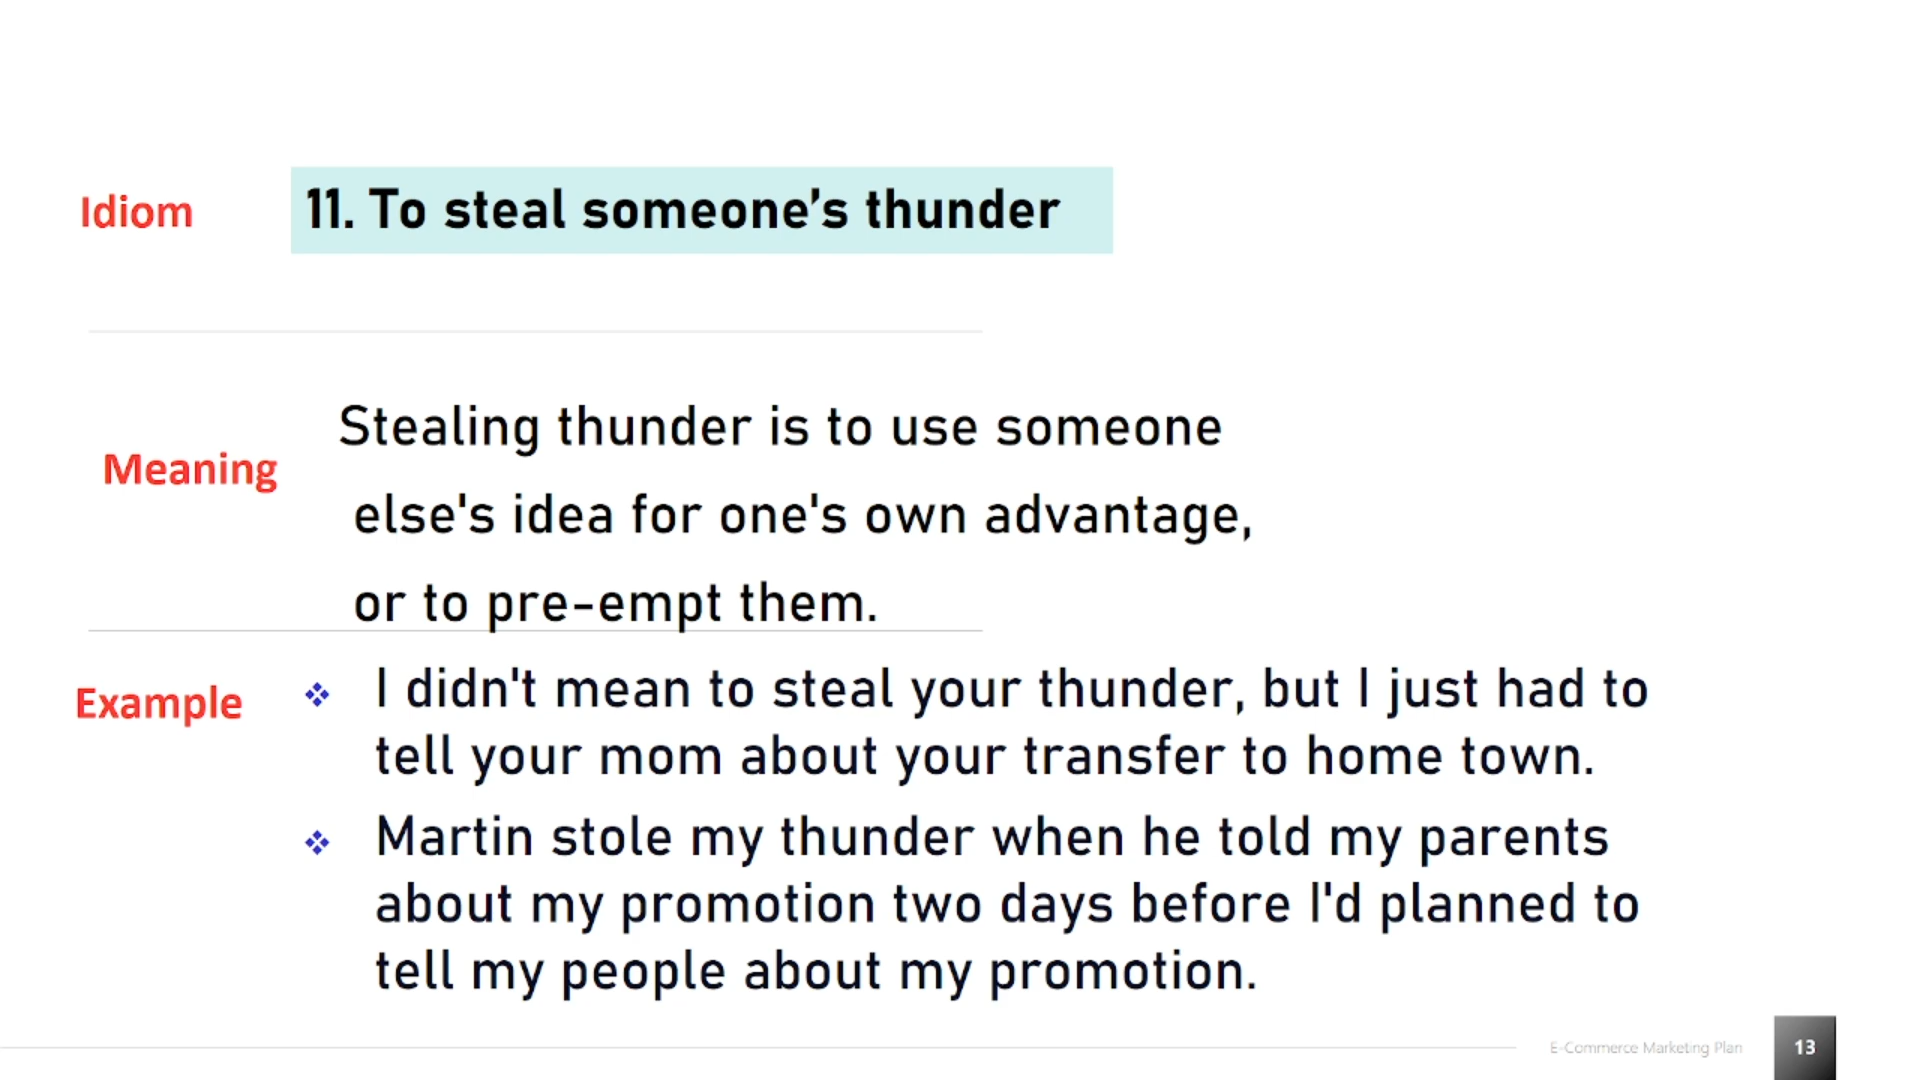 Idiom
11. To steal someone’s thunder
Stealing thunder is to use someone
Meaning
else's idea for one's own advantage,
or to pre-empt them.
Example
❖ I didn't mean to steal your thunder, but I just had to
tell your mom about your transfer to home town.
❖ Martin stole my thunder when he told my parents
about my promotion two days before I'd planned to
tell my people about my promotion.
E-Commerce Marketing Plan
13